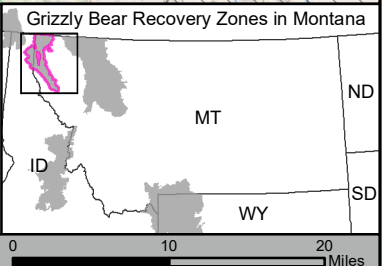 Grizzly Bear Recovery Zones in Montana
ND
MT
ID
SD
WY
0 10 20
Miles